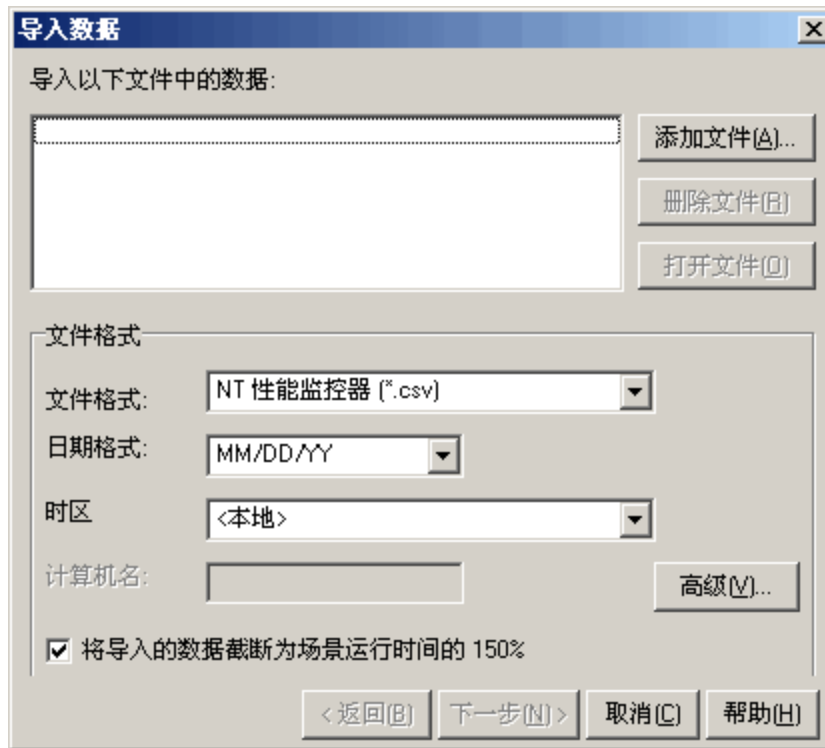 导入数据
导入以下文件中的数据:
添加文件(A)...
删除文件(R)
打开文件(O)
文件格式
文件格式: NT 性能监控器 (*.csv)
日期格式: MM/DD/YY
时区 <本地>
计算机名:
高级(V)...
将导入的数据截断为场景运行时间的 150%
< 返回(B) 下一步(N) > 取消(C) 帮助(H)